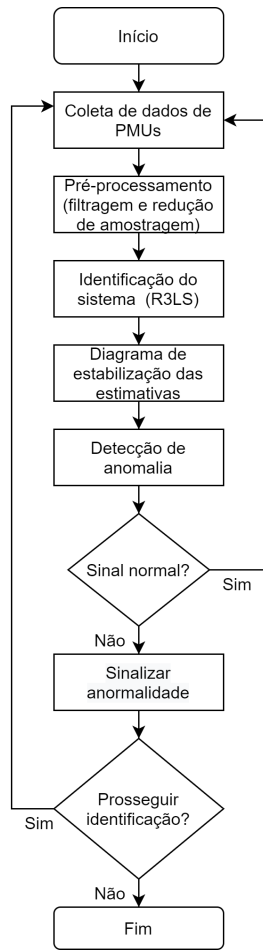 Início
Coleta de dados de
PMUs
Pré-processamento
(filtragem e redução
de amostragem)
Identificação do
sistema (R3LS)
Diagrama de
estabilização das
estimativas
Detecção de
anomalia
Sinal normal?
Sim
Não
Sinalizar
anormalidade
Prosseguir
identificação?
Sim
Não
Fim